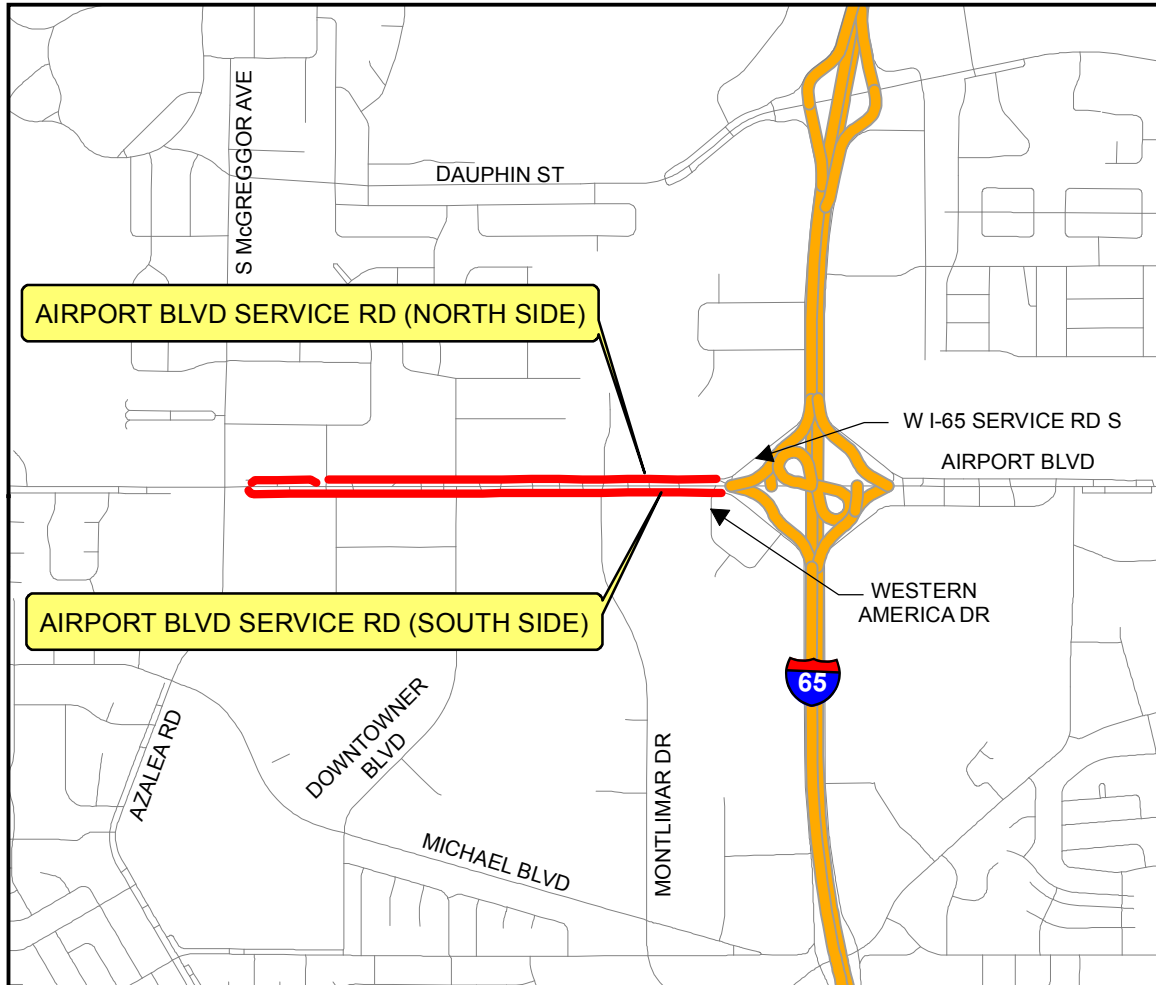 S McGREGGOR AVE
DAUPHIN ST
AIRPORT BLVD SERVICE RD (NORTH SIDE)
W I-65 SERVICE RD S
AIRPORT BLVD
WESTERN
AMERICA DR
AIRPORT BLVD SERVICE RD (SOUTH SIDE)
65
AZALEA RD
DOWNTOWNER
BLVD
MONTLIMAR DR
MICHAEL BLVD